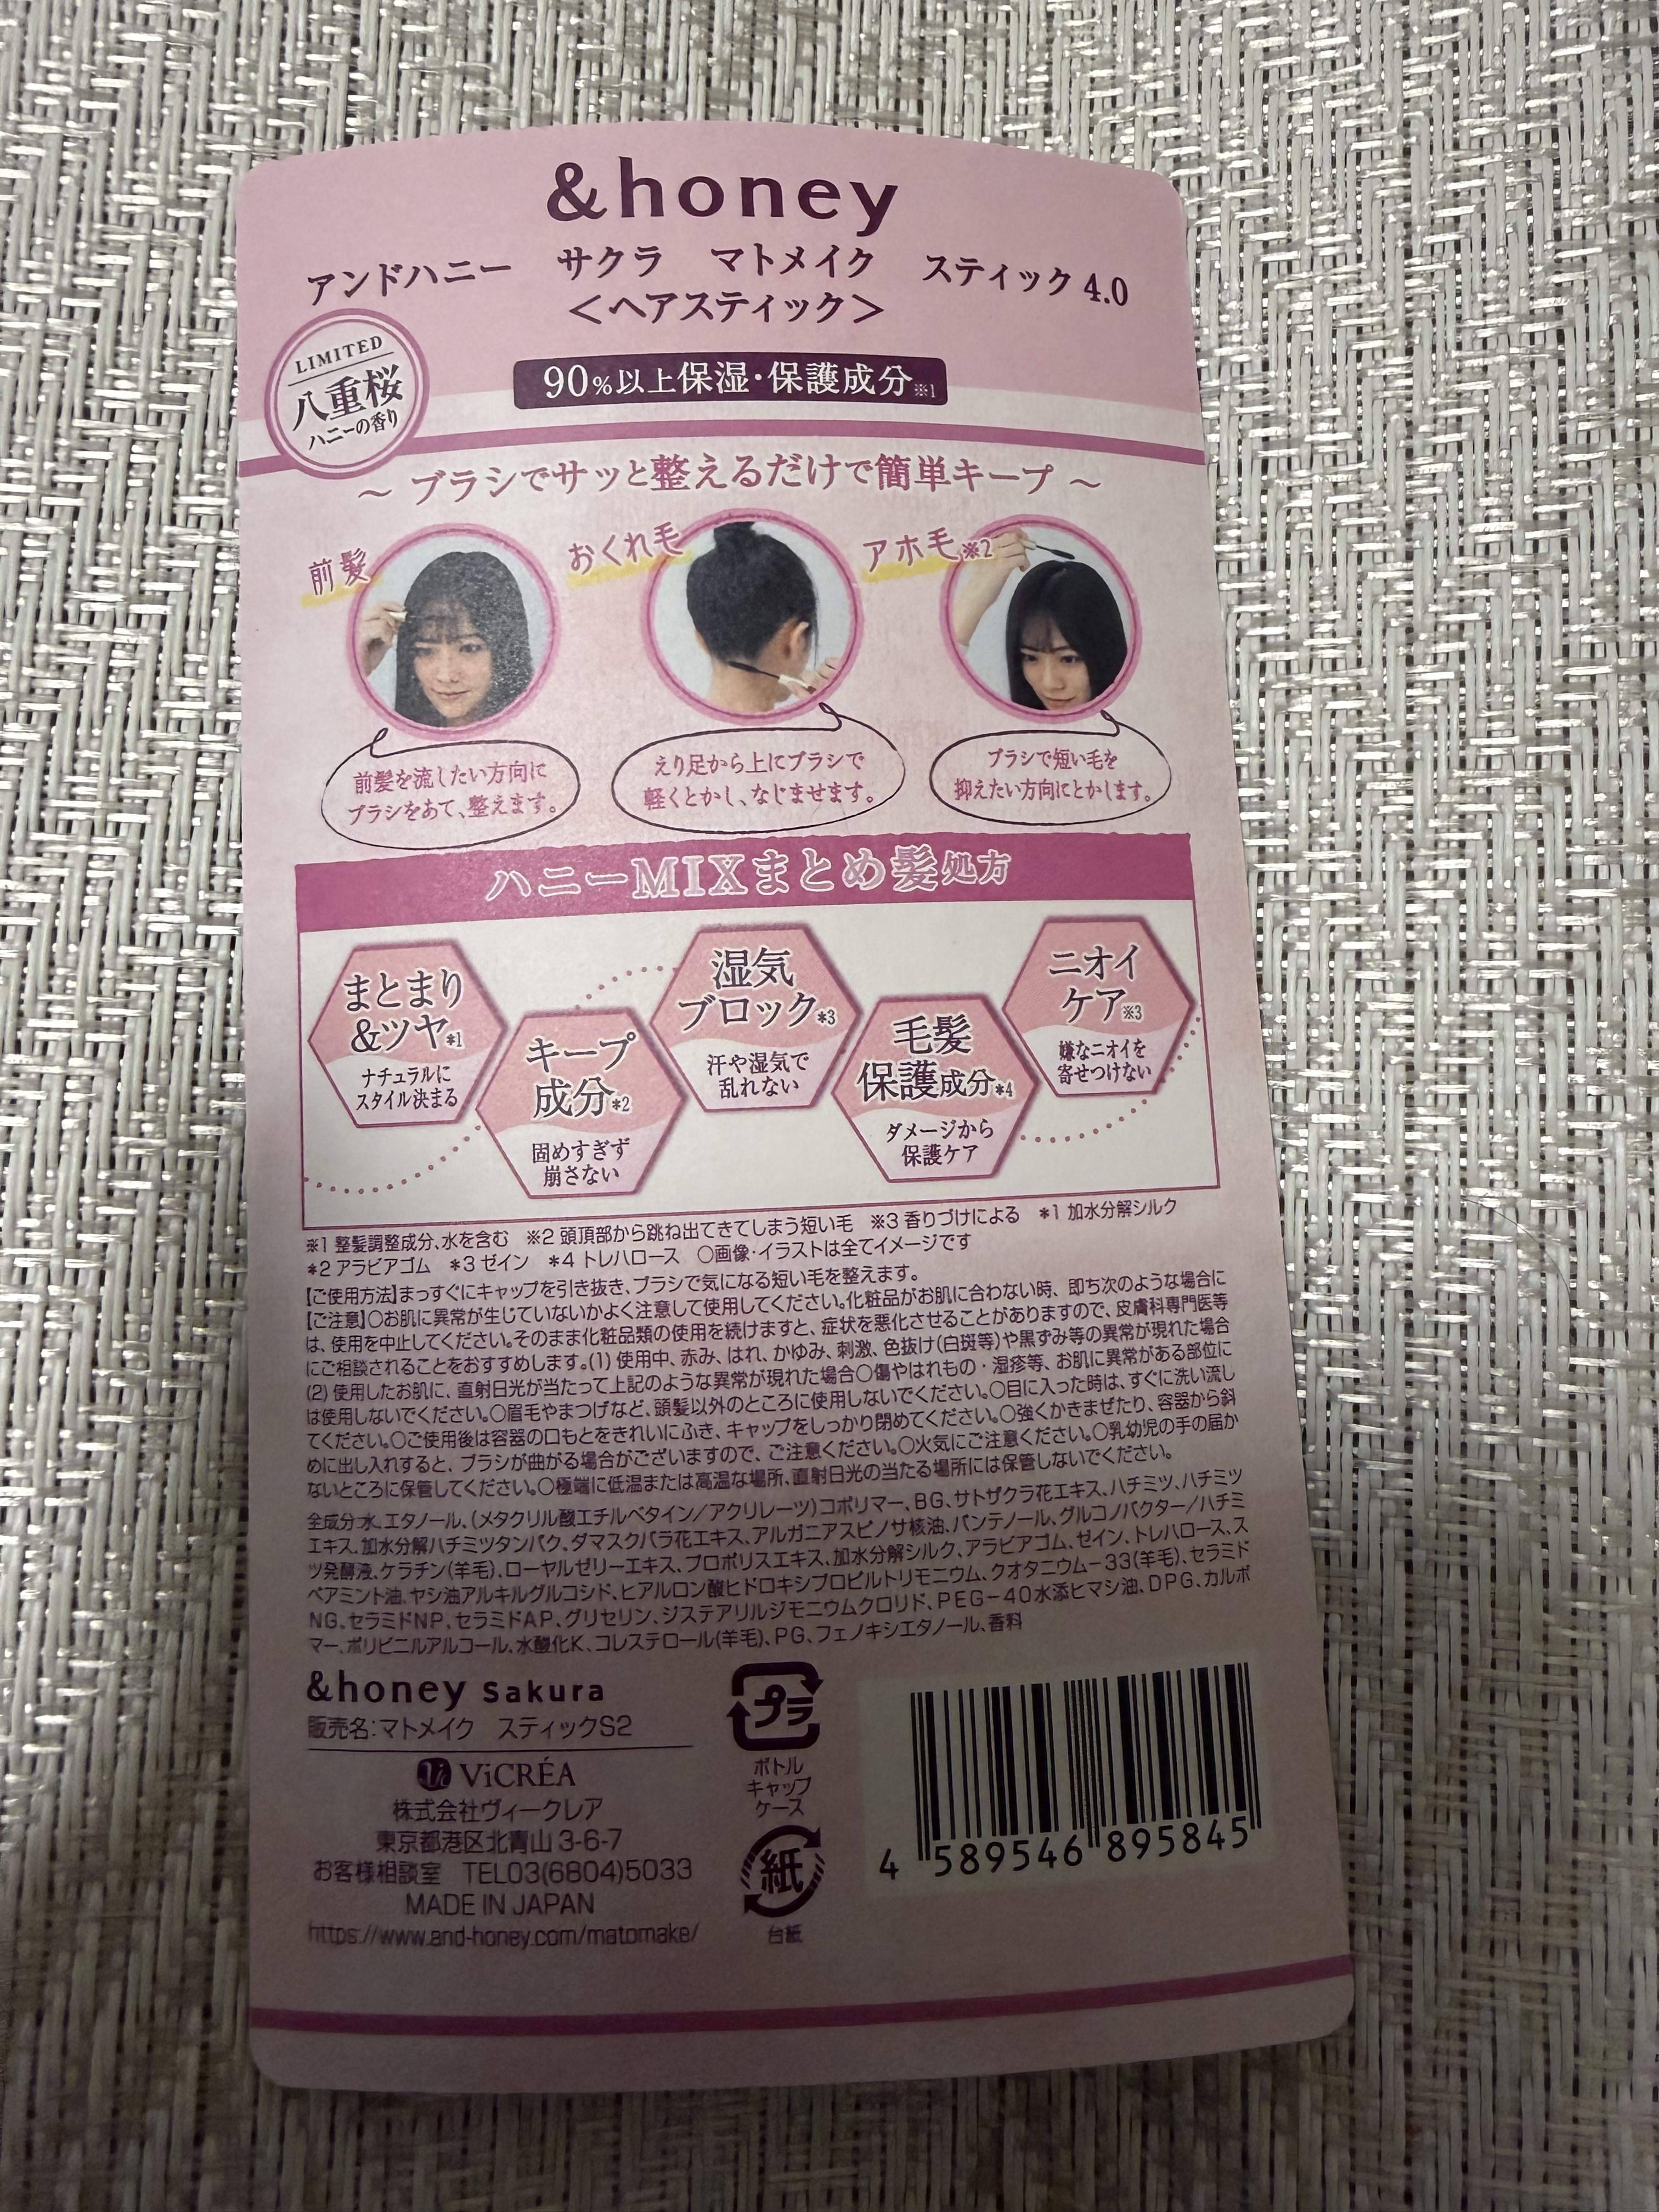 &honey
アンドハニー　サクラ　マトメイク　スティック 4.0
＜ヘアスティック＞
LIMITED
八重桜
ハニーの香り
90%以上保湿・保護成分※1
～ ブラシでサッと整えるだけで簡単キープ ～
前髪
おくれ毛
アホ毛※2
前髪を流したい方向に
ブラシをあて、整えます。
えり足から上にブラシで
軽くとかし、なじませます。
ブラシで短い毛を
抑えたい方向にとかします。
ハニーMIXまとめ髪処方
まとまり
&ツヤ*1
ナチュラルに
スタイル決まる
キープ
成分*2
固めすぎず
崩さない
湿気
ブロック*3
汗や湿気で
乱れない
毛髪
保護成分*4
ダメージから
保護ケア
ニオイ
ケア※3
嫌なニオイを
寄せつけない
※1 整髪調整成分、水を含む　※2 頭頂部から跳ね出てきてしまう短い毛　※3 香りづけによる　*1 加水分解シルク
*2 アラビアゴム　*3 ゼイン　*4 トレハロース　○画像・イラストは全てイメージです
【ご使用方法】まっすぐにキャップを引き抜き、ブラシで気になる短い毛を整えます。
【ご注意】○お肌に異常が生じていないかよく注意して使用してください。化粧品がお肌に合わない時、即ち次のような場合に
は、使用を中止してください。そのまま化粧品類の使用を続けますと、症状を悪化させることがありますので、皮膚科専門医等
にご相談されることをおすすめします。(1) 使用中、赤み、はれ、かゆみ、刺激、色抜け(白斑等)や黒ずみ等の異常が現れた場合
(2) 使用したお肌に、直射日光が当たって上記のような異常が現れた場合○傷やはれもの・湿疹等、お肌に異常がある部位に
は使用しないでください。○眉毛やまつげなど、頭髪以外のところに使用しないでください。○目に入った時は、すぐに洗い流し
てください。○ご使用後は容器の口もとをきれいにふき、キャップをしっかり閉めてください。○強くかきまぜたり、容器から斜
めに出し入れすると、ブラシが曲がる場合がございますので、ご注意ください。○火気にご注意ください。○乳幼児の手の届か
ないところに保管してください。○極端に低温または高温な場所、直射日光の当たる場所には保管しないでください。
全成分:水、エタノール、(メタクリル酸エチルベタイン/アクリレーツ)コポリマー、BG、サトザクラ花エキス、ハチミツ、ハチミツ
エキス、加水分解ハチミツタンパク、ダマスクバラ花エキス、アルガニアスピノサ核油、パンテノール、グルコノバクター/ハチミ
ツ発酵液、ケラチン(羊毛)、ローヤルゼリーエキス、プロポリスエキス、加水分解シルク、アラビアゴム、ゼイン、トレハロース、ス
ペアミント油、ヤシ油アルキルグルコシド、ヒアルロン酸ヒドロキシプロピルトリモニウム、クオタニウム-33(羊毛)、セラミド
NG、セラミドNP、セラミドAP、グリセリン、ジステアリルジモニウムクロリド、PEG-40水添ヒマシ油、DPG、カルボ
マー、ポリビニルアルコール、水酸化K、コレステロール(羊毛)、PG、フェノキシエタノール、香料
&honey sakura
販売名:マトメイク　スティックS2
ViCRÉA
株式会社ヴィークレア
東京都港区北青山 3-6-7
お客様相談室　TEL03(6804)5033
MADE IN JAPAN
https://www.and-honey.com/matomake/
プラ
ボトル
キャップ
ケース
紙
台紙
4 589546 895845